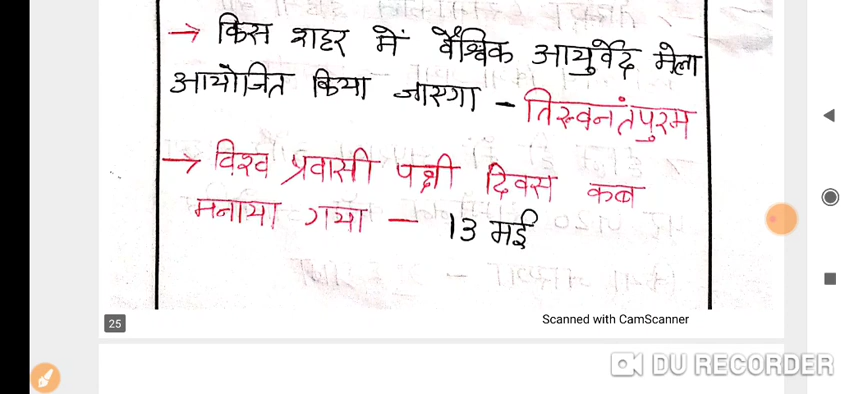 → किस शहर में वैश्विक आयुर्वेद मेला
आयोजित किया जाएगा - तिरुवनंतपुरम
→ विश्व प्रवासी पक्षी दिवस कब
मनाया गया - 13 मई
25
Scanned with CamScanner
DU RECORDER